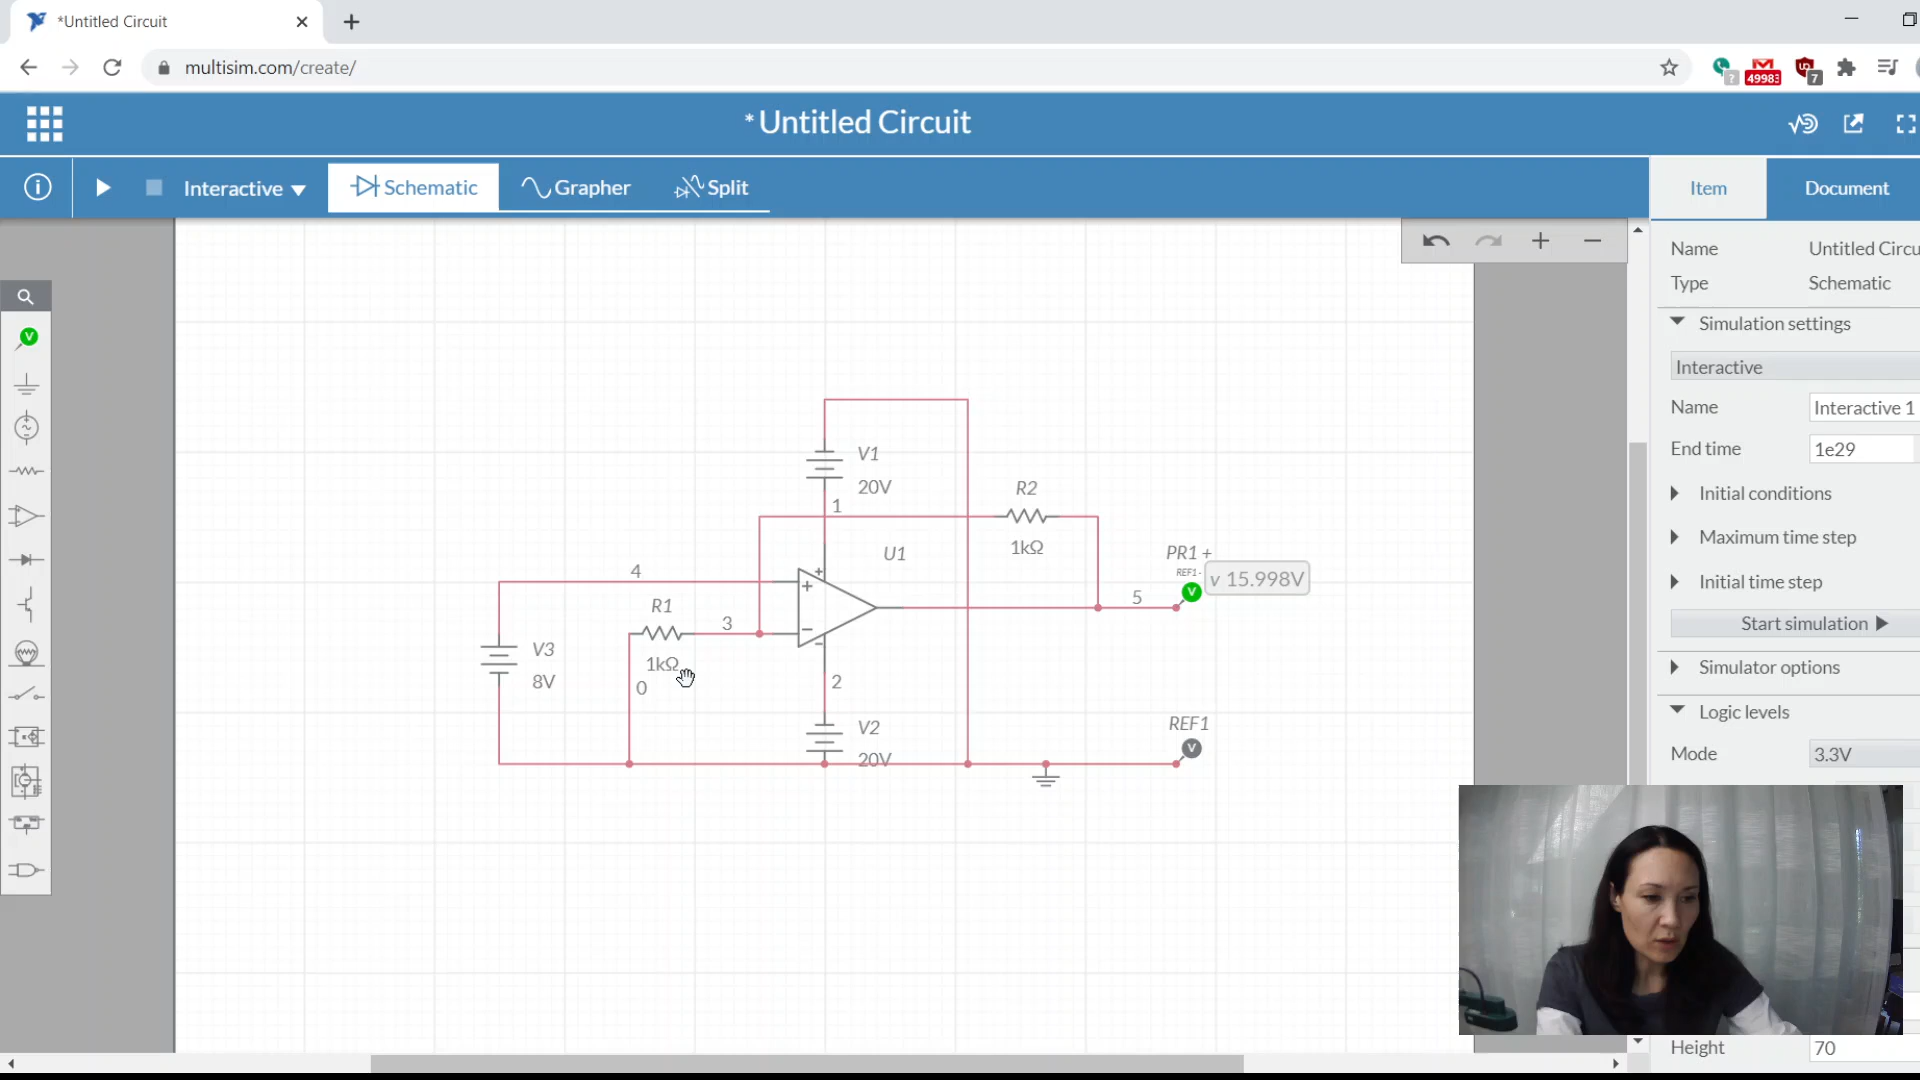 *Untitled Circuit
multisim.com/create/
?
49983
7
* Untitled Circuit
Interactive
Schematic
Grapher
Split
Item
Document
Name Untitled Circu
Type Schematic
Simulation settings
Interactive
Name Interactive 1
End time 1e29
Initial conditions
Maximum time step
Initial time step
Start simulation
Simulator options
Logic levels
Mode 3.3V
Height 70
V1
20V
1
R2
1kΩ
U1
PR1 +
REF1 -
v 15.998V
V
5
4
R1
3
1kΩ
0
V3
8V
2
V2
20V
REF1
V
V